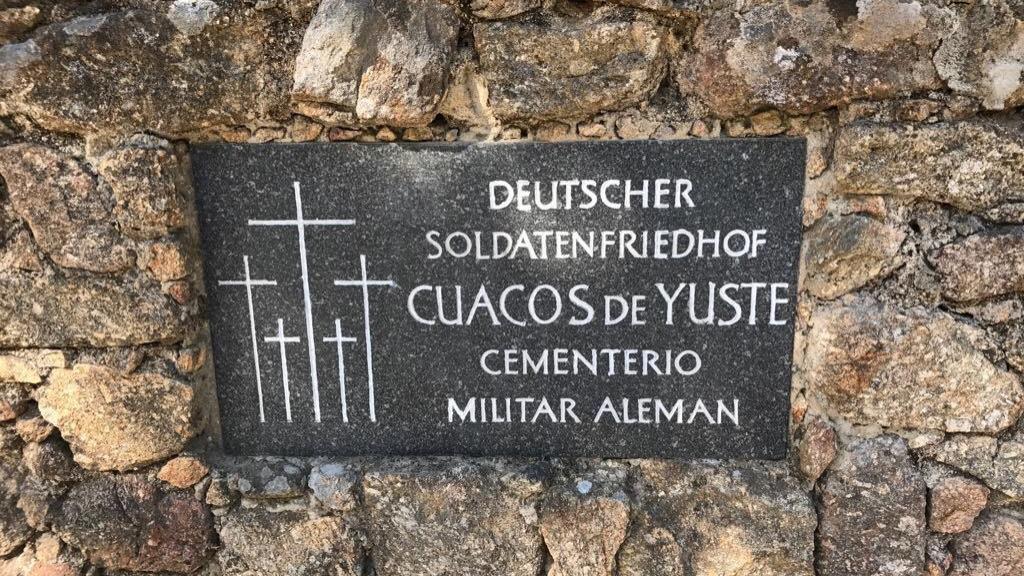 DEUTSCHER
SOLDATENFRIEDHOF
CUACOS DE YUSTE
CEMENTERIO
MILITAR ALEMAN